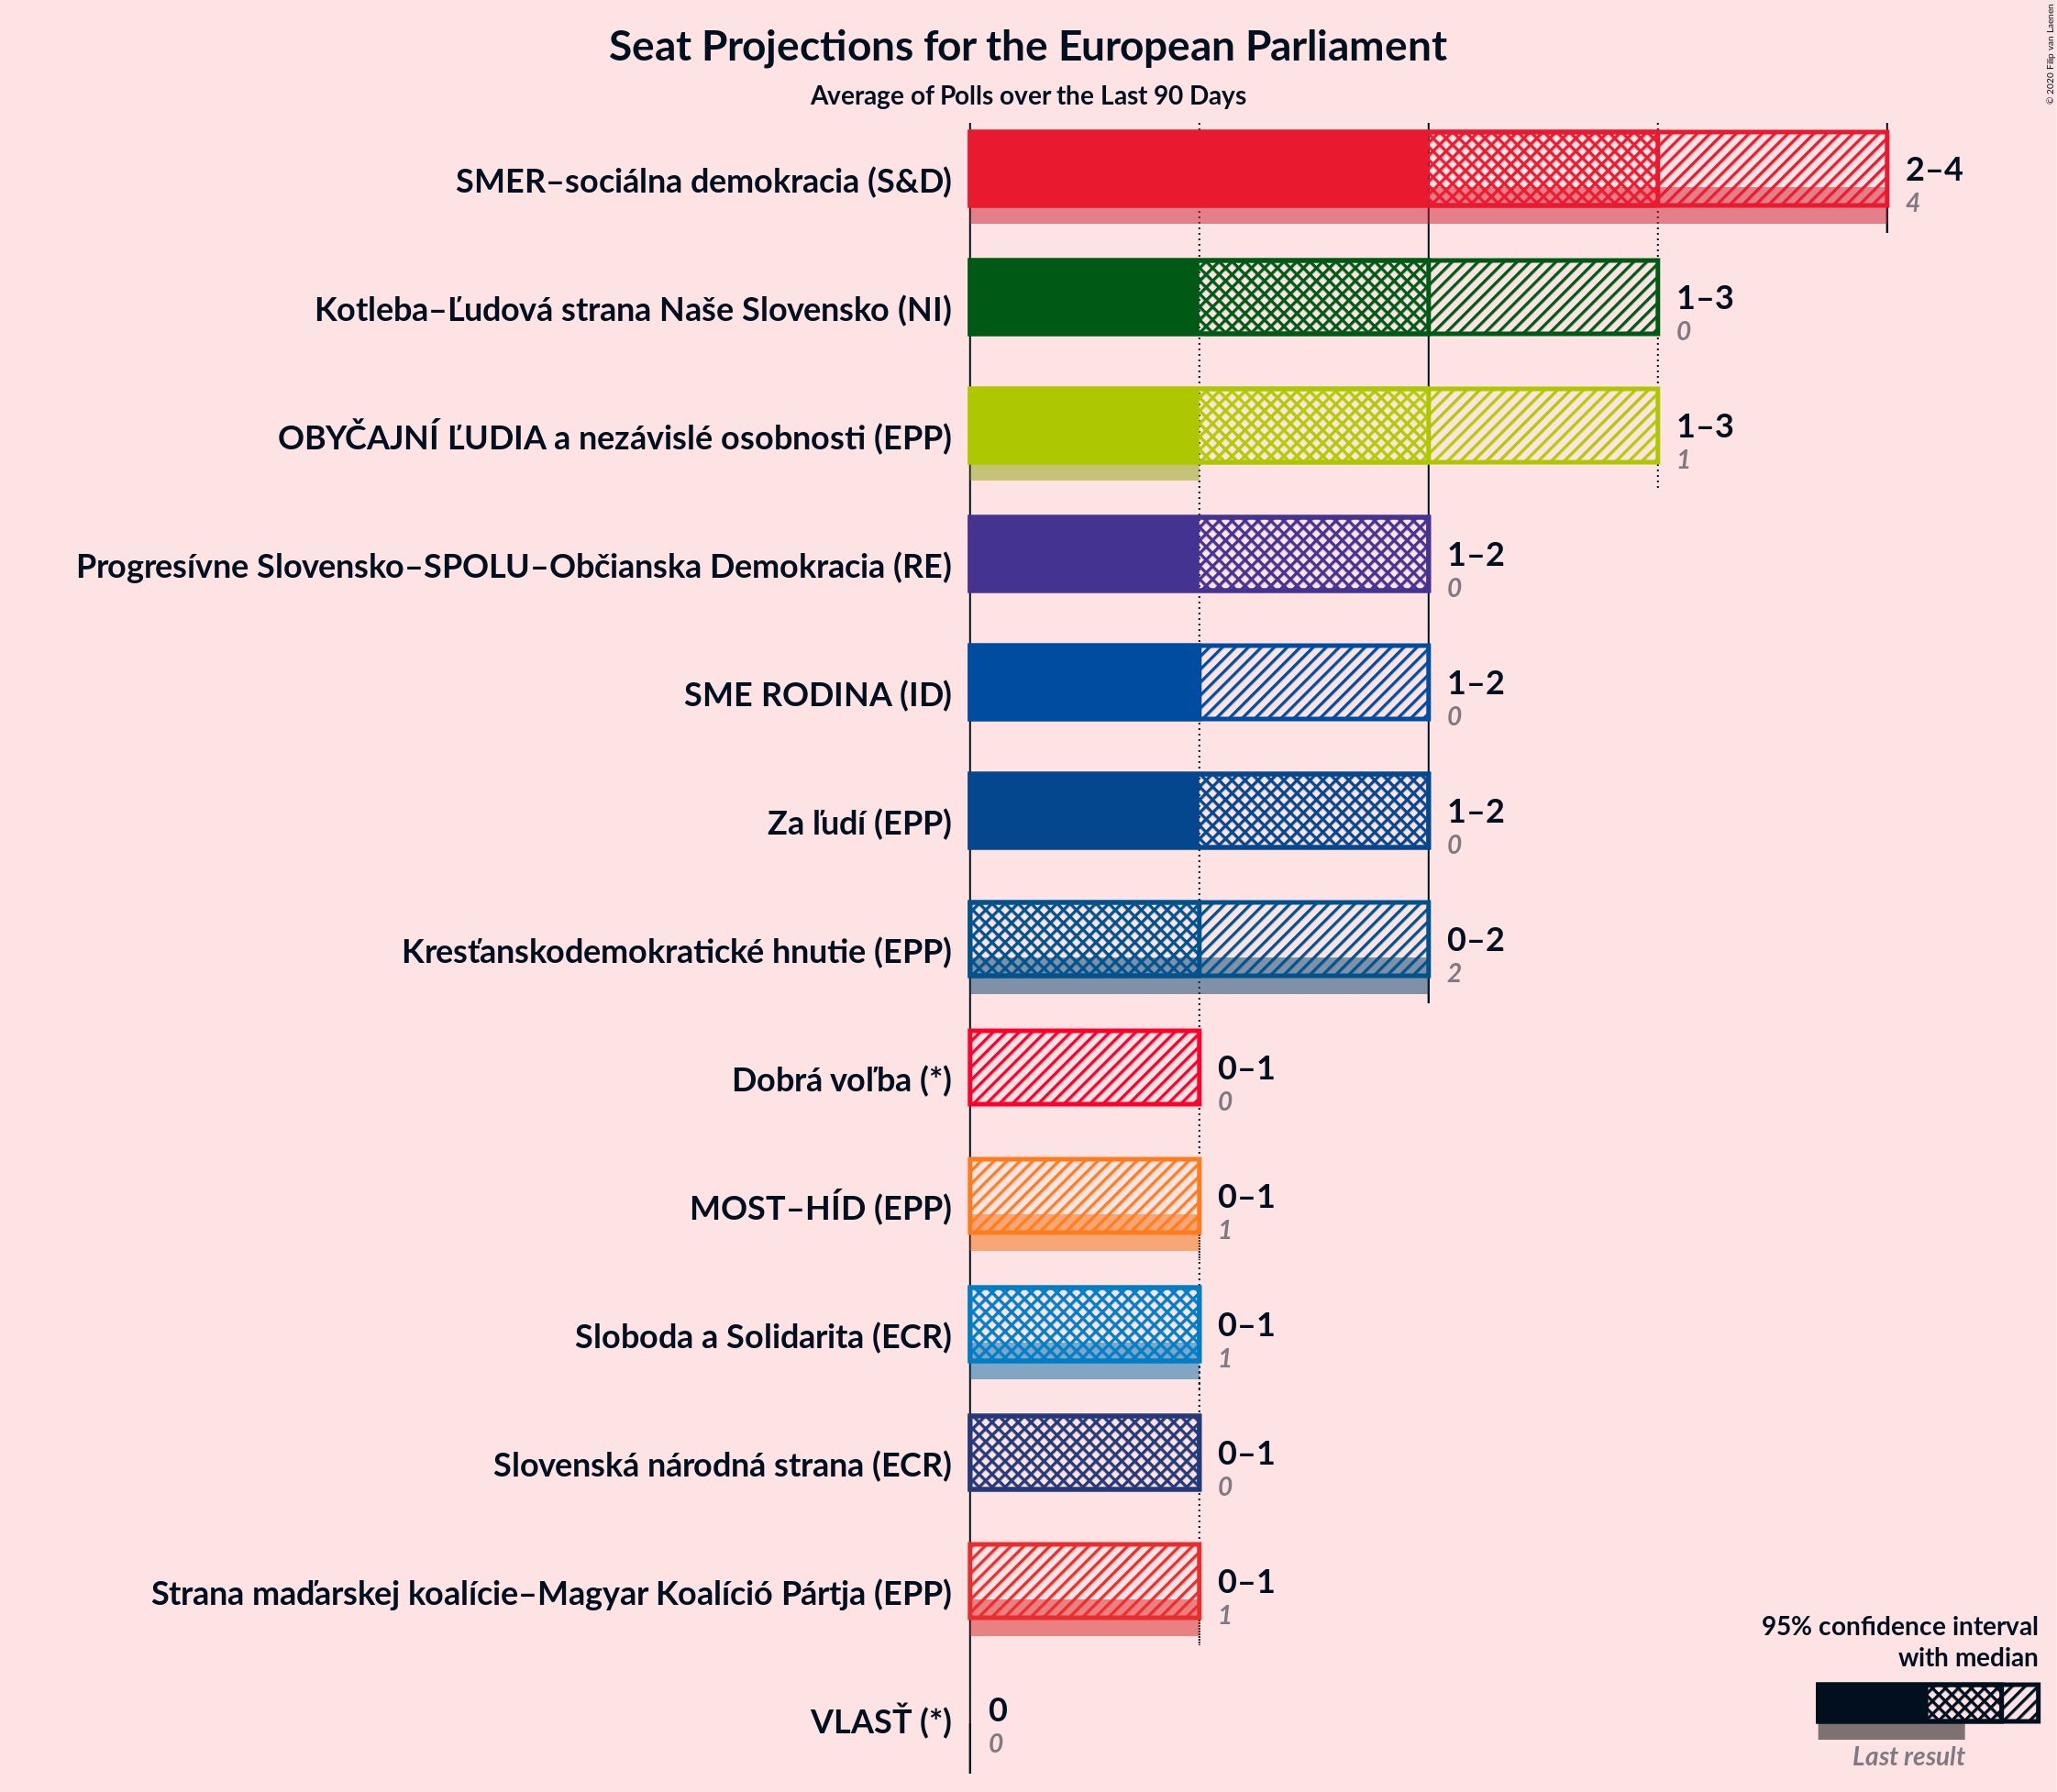 Seat Projections for the European Parliament
Average of Polls over the Last 90 Days
© 2020 Filip van Laenen
SMER–sociálna demokracia (S&D)
2–4
4
Kotleba–Ľudová strana Naše Slovensko (NI)
1–3
0
OBYČAJNÍ ĽUDIA a nezávislé osobnosti (EPP)
1–3
1
Progresívne Slovensko–SPOLU–Občianska Demokracia (RE)
1–2
0
SME RODINA (ID)
1–2
0
Za ľudí (EPP)
1–2
0
Kresťanskodemokratické hnutie (EPP)
0–2
2
Dobrá voľba (*)
0–1
0
MOST–HÍD (EPP)
0–1
1
Sloboda a Solidarita (ECR)
0–1
1
Slovenská národná strana (ECR)
0–1
0
Strana maďarskej koalície–Magyar Koalíció Pártja (EPP)
0–1
1
VLASŤ (*)
0
0
95% confidence interval
with median
Last result